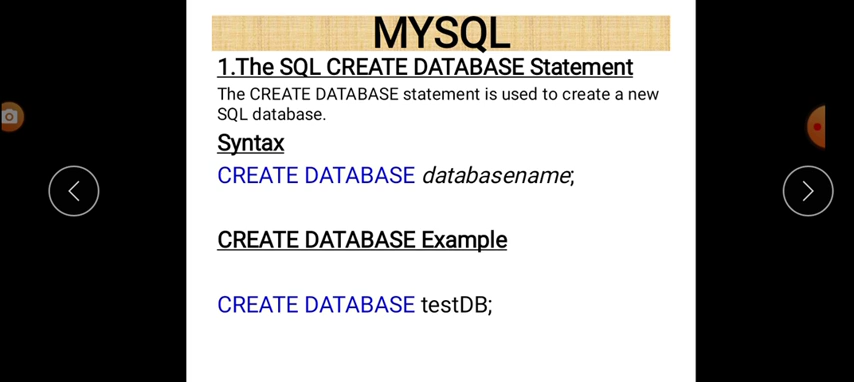 MYSQL
1.The SQL CREATE DATABASE Statement
The CREATE DATABASE statement is used to create a new
SQL database.
Syntax
CREATE DATABASE databasename;
CREATE DATABASE Example
CREATE DATABASE testDB;